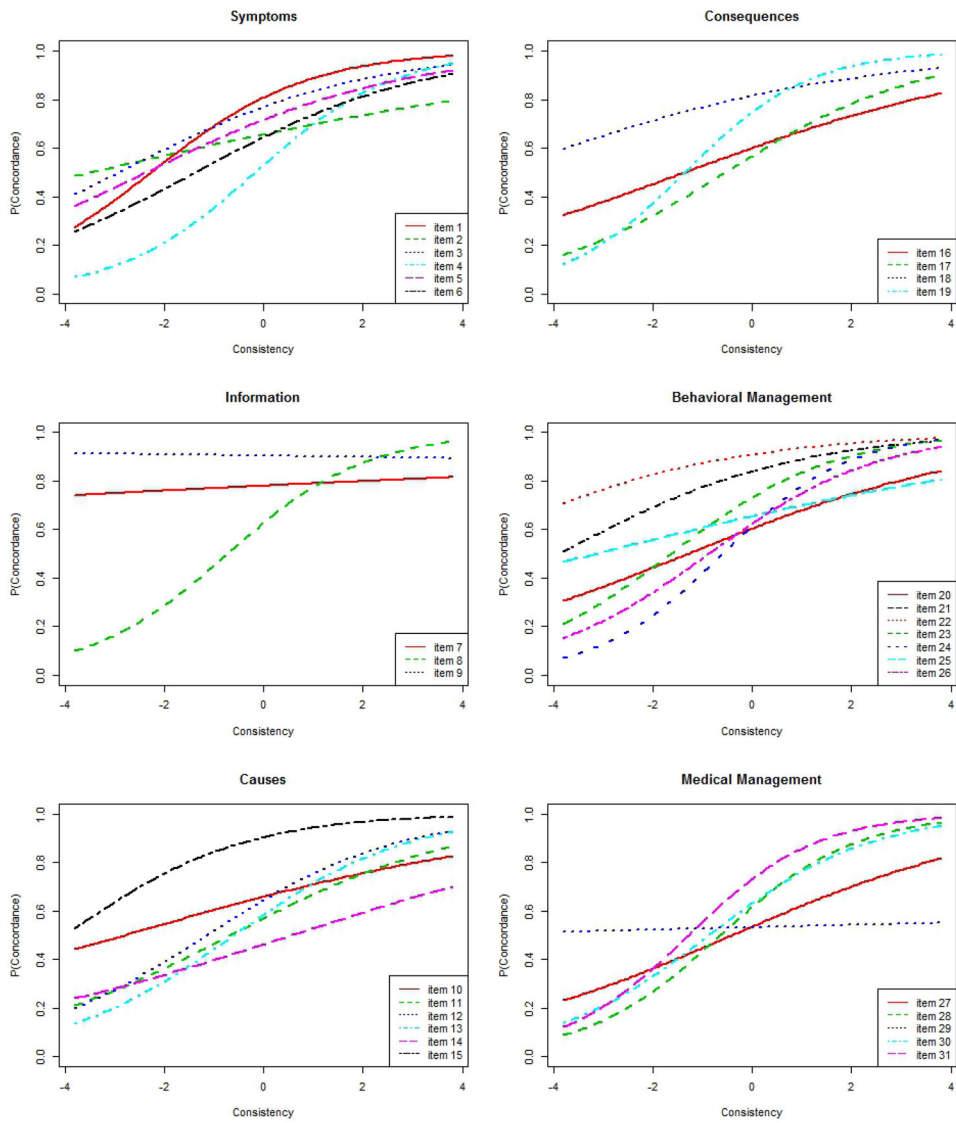 Symptoms
P(Concordance)
0.0 0.2 0.4 0.6 0.8 1.0
item 1
item 2
item 3
item 4
item 5
item 6
-4 -2 0 2 4
Consistency
Consequences
P(Concordance)
0.0 0.2 0.4 0.6 0.8 1.0
item 16
item 17
item 18
item 19
-4 -2 0 2 4
Consistency
Information
P(Concordance)
0.0 0.2 0.4 0.6 0.8 1.0
item 7
item 8
item 9
-4 -2 0 2 4
Consistency
Behavioral Management
P(Concordance)
0.0 0.2 0.4 0.6 0.8 1.0
item 20
item 21
item 22
item 23
item 24
item 25
item 26
-4 -2 0 2 4
Consistency
Causes
P(Concordance)
0.0 0.2 0.4 0.6 0.8 1.0
item 10
item 11
item 12
item 13
item 14
item 15
-4 -2 0 2 4
Consistency
Medical Management
P(Concordance)
0.0 0.2 0.4 0.6 0.8 1.0
item 27
item 28
item 29
item 30
item 31
-4 -2 0 2 4
Consistency